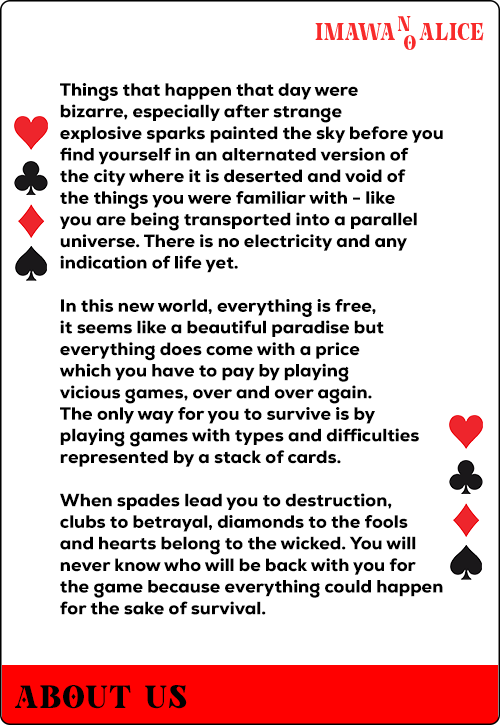 IMAWA NO ALICE
Things that happen that day were
bizarre, especially after strange
explosive sparks painted the sky before you
find yourself in an alternated version of
the city where it is deserted and void of
the things you were familiar with - like
you are being transported into a parallel
universe. There is no electricity and any
indication of life yet.
In this new world, everything is free,
it seems like a beautiful paradise but
everything does come with a price
which you have to pay by playing
vicious games, over and over again.
The only way for you to survive is by
playing games with types and difficulties
represented by a stack of cards.
When spades lead you to destruction,
clubs to betrayal, diamonds to the fools
and hearts belong to the wicked. You will
never know who will be back with you for
the game because everything could happen
for the sake of survival.
ABOUT US